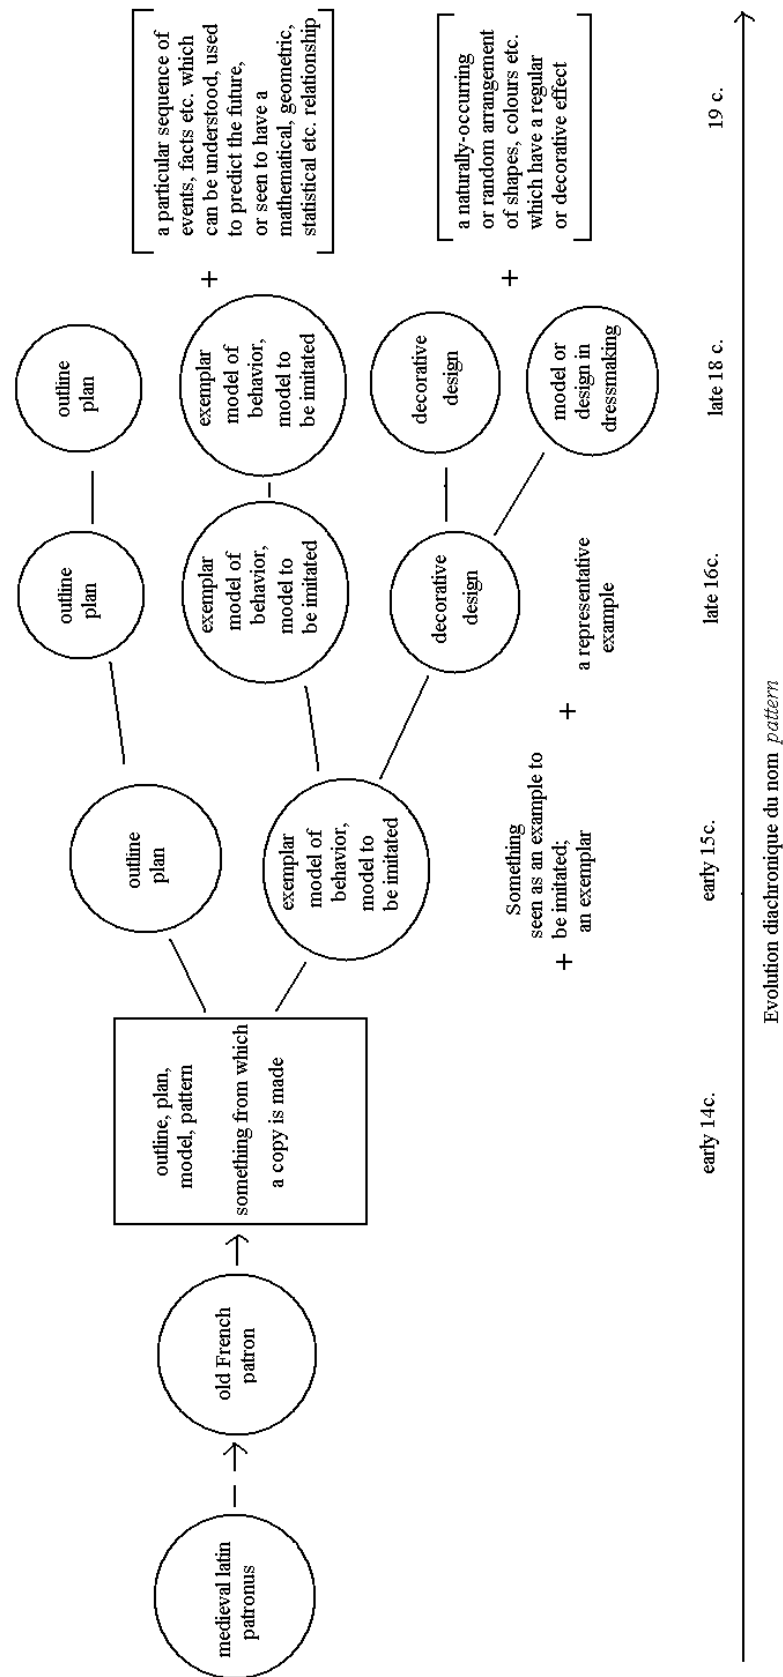 medieval latin
patronus
old French
patron
outline, plan,
model, pattern
something from which
a copy is made
outline
plan
exemplar
model of
behavior,
model to
be imitated
+
Something
seen as an example to
be imitated;
an exemplar
outline
plan
exemplar
model of
behavior,
model to
be imitated
decorative
design
+
a representative
example
outline
plan
exemplar
model of
behavior,
model to
be imitated
decorative
design
model or
design in
dressmaking
+
a particular sequence of
events, facts etc. which
can be understood, used
to predict the future,
or seen to have a
mathematical, geometric,
statistical etc. relationship
+
a naturally-occurring
or random arrangement
of shapes, colours etc.
which have a regular
or decorative effect
early 14c.
early 15c.
late 16c.
late 18 c.
19 c.
Evolution diachronique du nom pattern